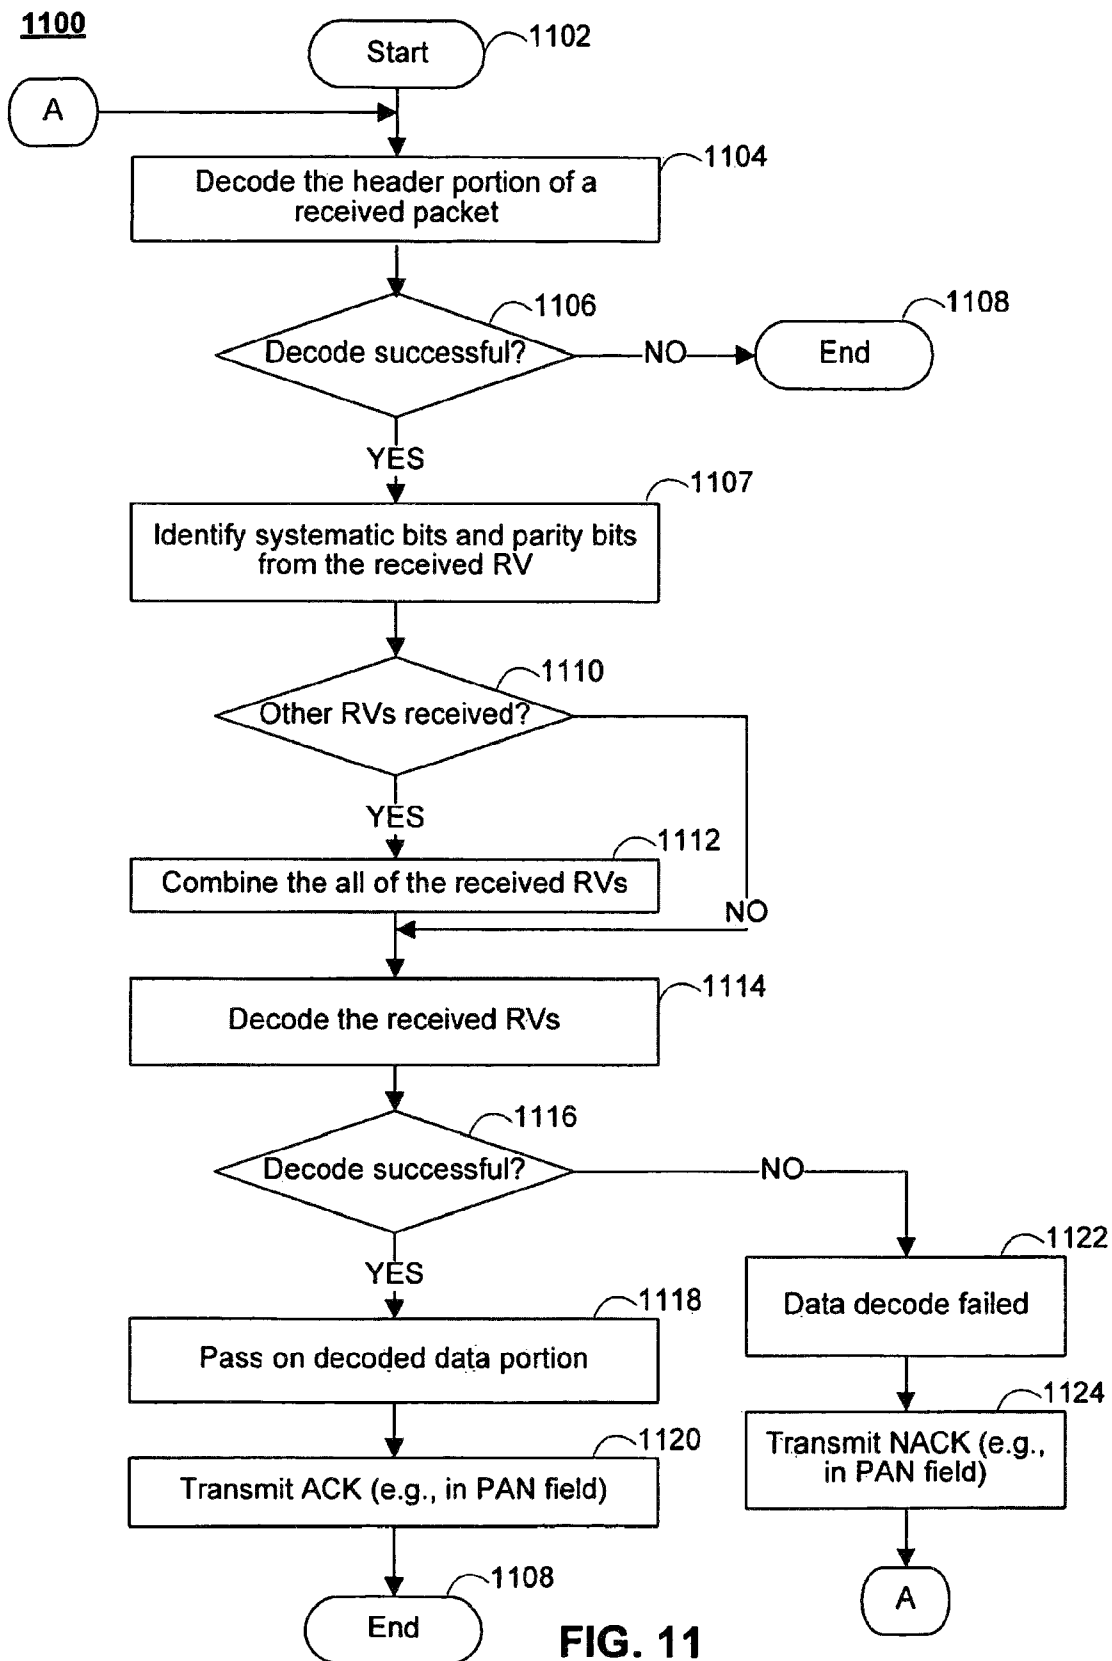 1100
Start
1102
A
1104
Decode the header portion of a
received packet
1106
Decode successful?
NO
1108
End
YES
1107
Identify systematic bits and parity bits
from the received RV
1110
Other RVs received?
YES
1112
Combine the all of the received RVs
NO
1114
Decode the received RVs
1116
Decode successful?
NO
YES
1122
Data decode failed
1118
Pass on decoded data portion
1124
Transmit NACK (e.g.,
in PAN field)
1120
Transmit ACK (e.g., in PAN field)
1108
End
A
FIG. 11